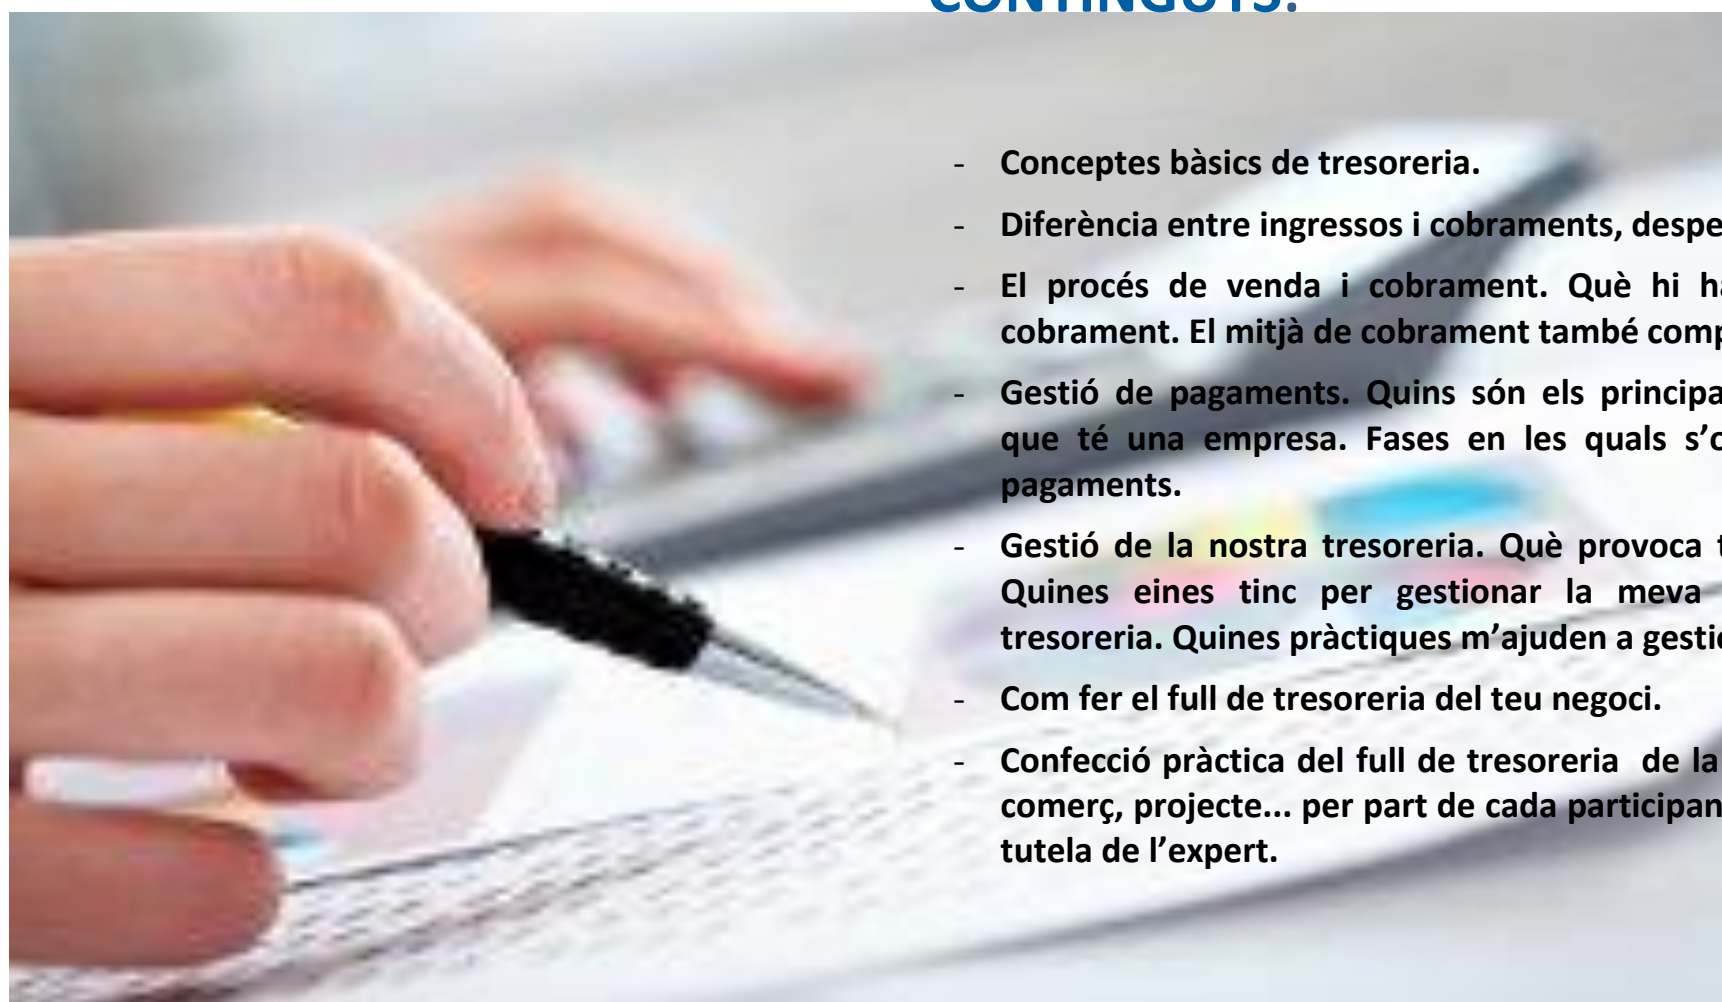 CONTINGUTS:
- Conceptes bàsics de tresoreria.
- Diferència entre ingressos i cobraments,
- El procés de venda i cobrament. Què hi
cobrament. El mitjà de cobrament també
- Gestió de pagaments. Quins són els
que té una empresa. Fases en les quals
pagaments.
- Gestió de la nostra tresoreria. Què provoca
Quines eines tinc per gestionar la meva
tresoreria. Quines pràctiques m’ajuden a
- Com fer el full de tresoreria del teu negoci.
- Confecció pràctica del full de tresoreria de la
comerç, projecte... per part de cada
tutela de l’expert.